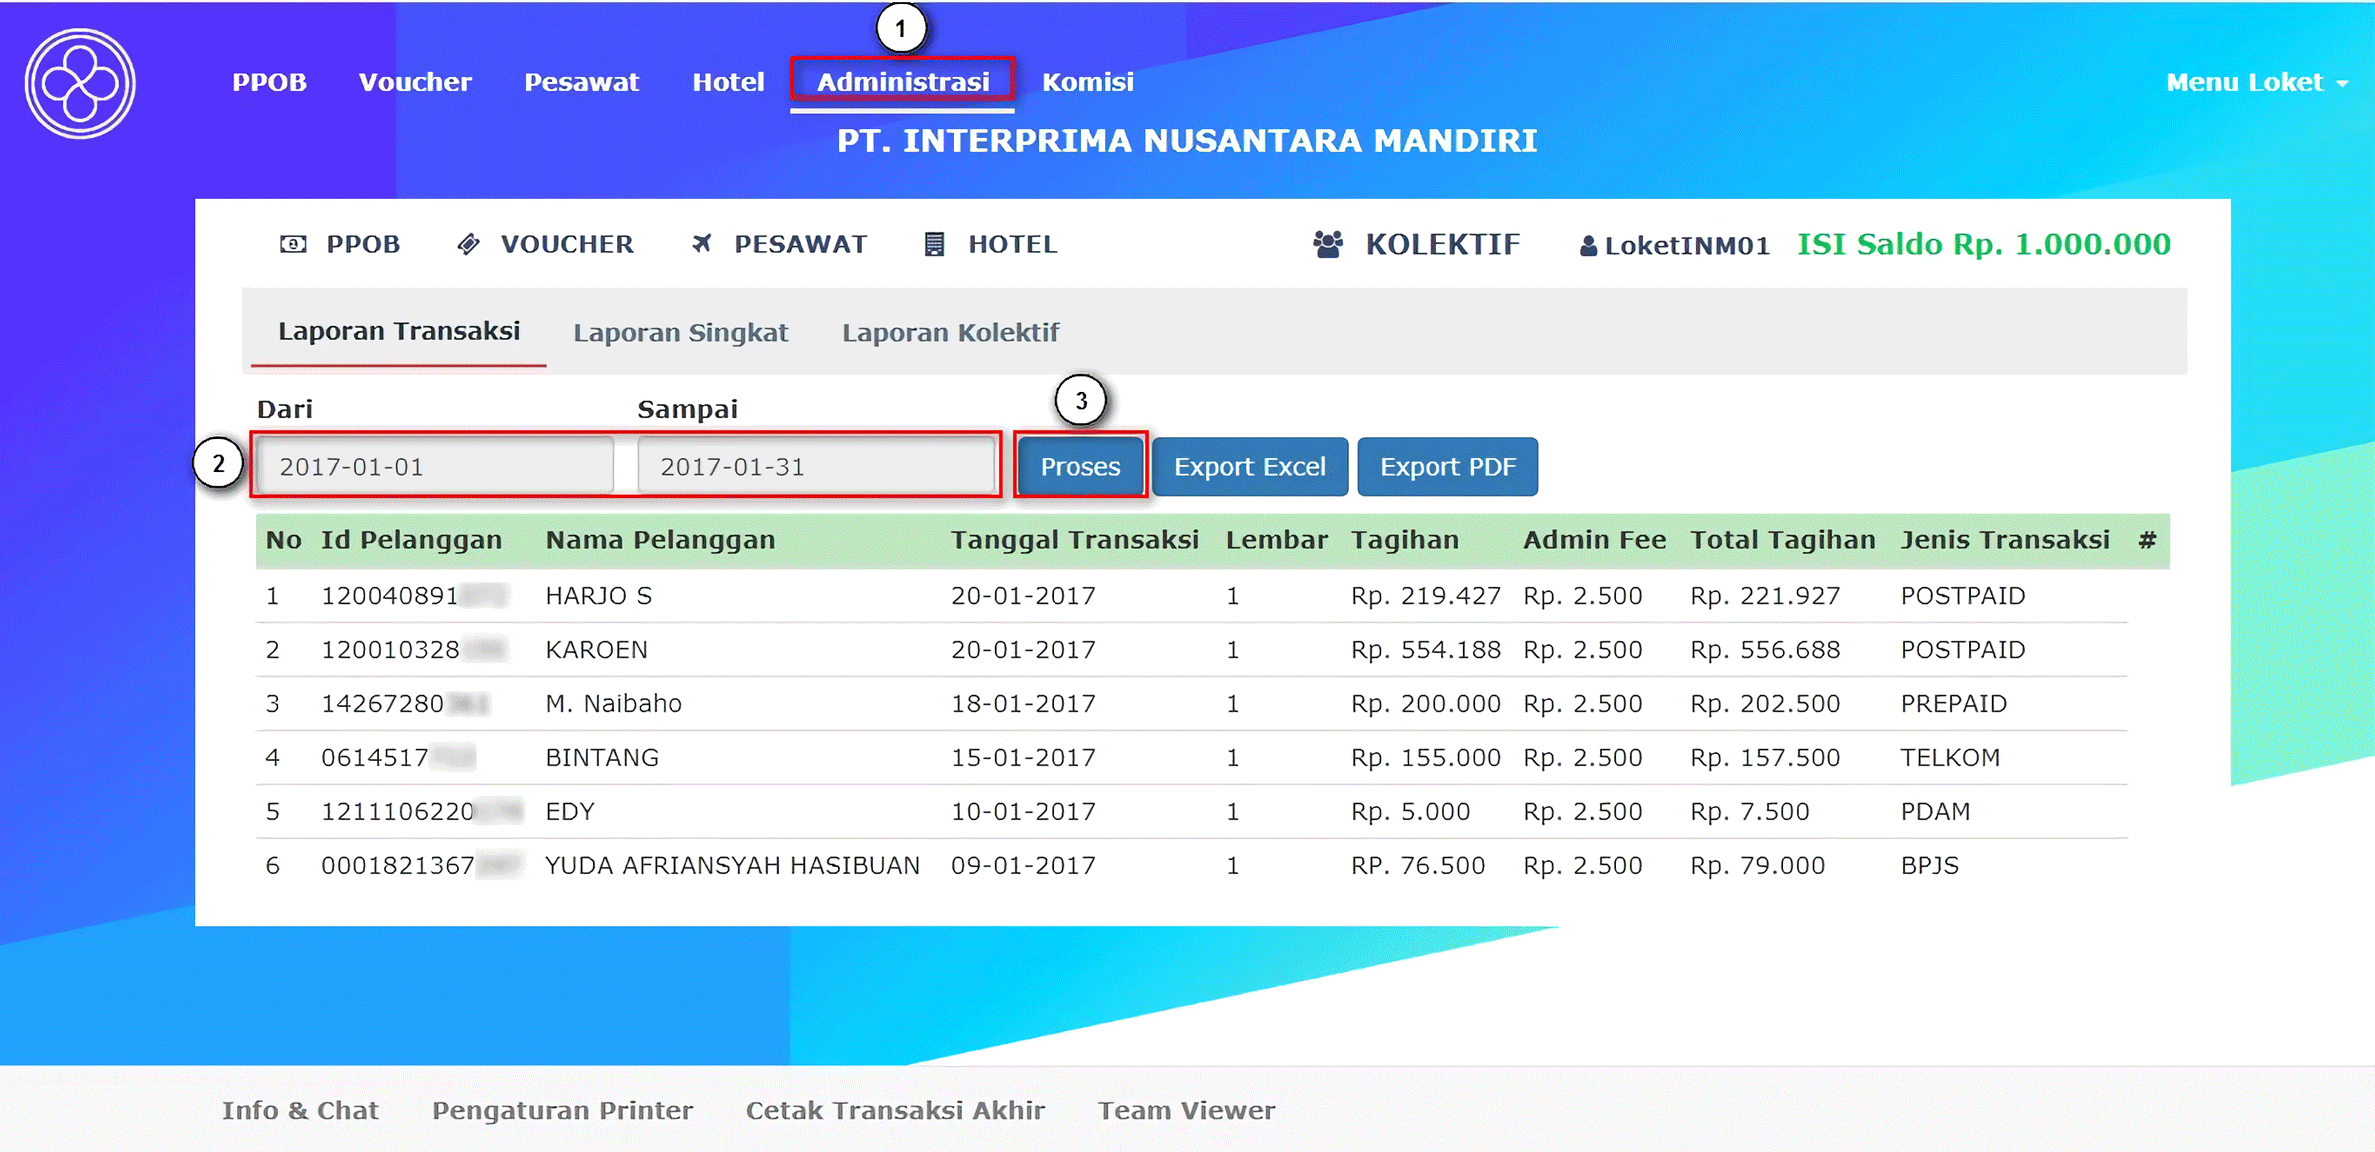 1
PPOB Voucher Pesawat Hotel Administrasi Komisi Menu Loket
PT. INTERPRIMA NUSANTARA MANDIRI
PPOB VOUCHER PESAWAT HOTEL KOLEKTIF LoketINM01 ISI Saldo Rp. 1.000.000
Laporan Transaksi Laporan Singkat Laporan Kolektif
Dari Sampai 3
2 2017-01-01 2017-01-31 Proses Export Excel Export PDF
No Id Pelanggan Nama Pelanggan Tanggal Transaksi Lembar Tagihan Admin Fee Total Tagihan Jenis Transaksi #
1 120040891 HARJO S 20-01-2017 1 Rp. 219.427 Rp. 2.500 Rp. 221.927 POSTPAID
2 120010328 KAROEN 20-01-2017 1 Rp. 554.188 Rp. 2.500 Rp. 556.688 POSTPAID
3 14267280 M. Naibaho 18-01-2017 1 Rp. 200.000 Rp. 2.500 Rp. 202.500 PREPAID
4 0614517 BINTANG 15-01-2017 1 Rp. 155.000 Rp. 2.500 Rp. 157.500 TELKOM
5 1211106220 EDY 10-01-2017 1 Rp. 5.000 Rp. 2.500 Rp. 7.500 PDAM
6 0001821367 YUDA AFRIANSYAH HASIBUAN 09-01-2017 1 RP. 76.500 Rp. 2.500 Rp. 79.000 BPJS
Info & Chat Pengaturan Printer Cetak Transaksi Akhir Team Viewer